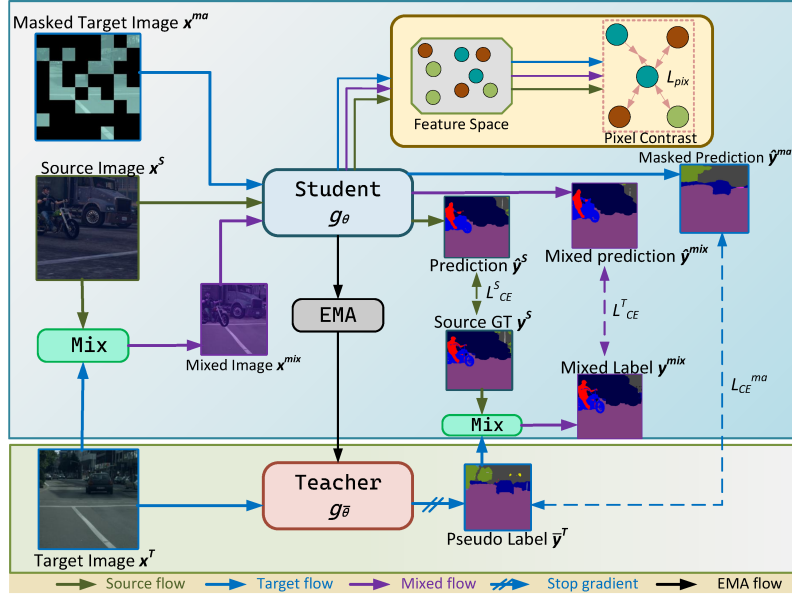 Masked Target Image x^ma
Source Image x^S
Mix
Mixed Image x^mix
Student
g_θ
EMA
Feature Space
L_pix
Pixel Contrast
Masked Prediction ŷ^ma
Prediction ŷ^S
Mixed prediction ŷ^mix
L^S_CE
L^T_CE
Source GT y^S
Mixed Label y^mix
L_CE^ma
Mix
Teacher
g_θ̄
Pseudo Label ȳ^T
Target Image x^T
Source flow
Target flow
Mixed flow
Stop gradient
EMA flow